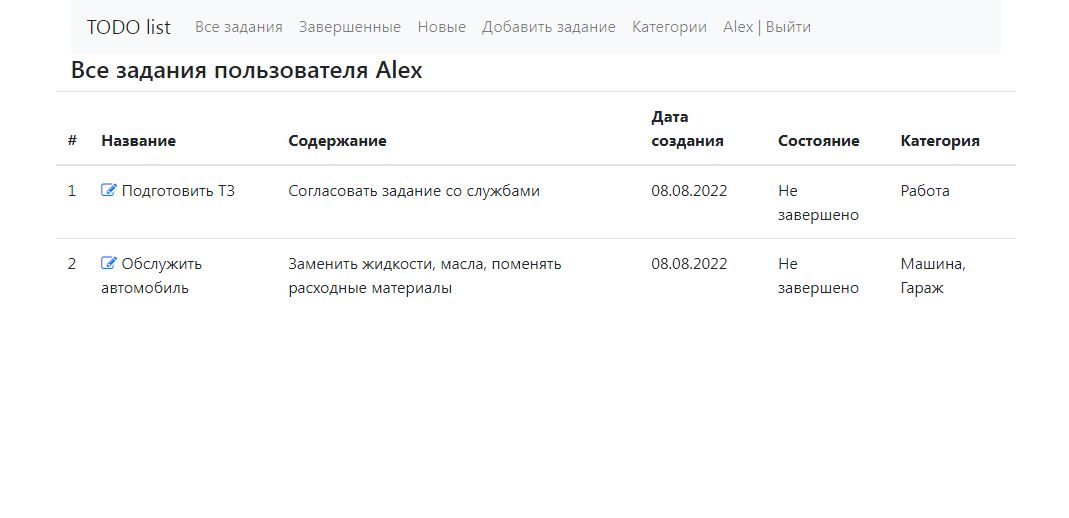 TODO list Все задания Завершенные Новые Добавить задание Категории Alex | Выйти
Все задания пользователя Alex
# Название Содержание Дата создания Состояние Категория
1 Подготовить ТЗ Согласовать задание со службами 08.08.2022 Не завершено Работа
2 Обслужить автомобиль Заменить жидкости, масла, поменять расходные материалы 08.08.2022 Не завершено Машина, Гараж